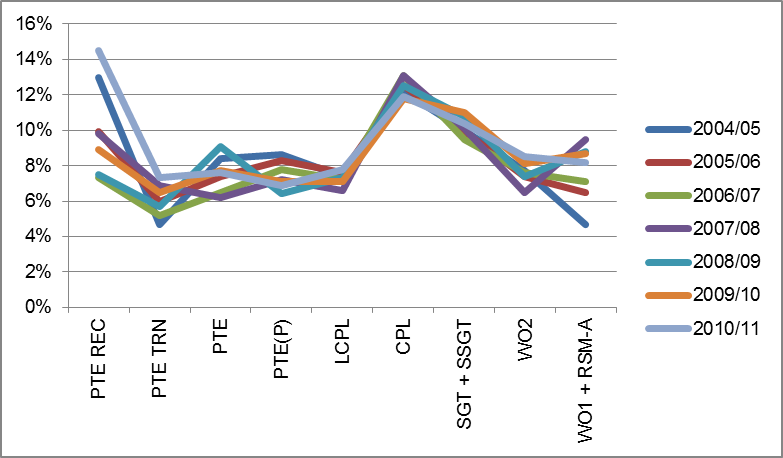 16%
14%
12%
10%
8%
6%
4%
2%
0%
PTE REC
PTE TRN
PTE
PTE(P)
LCPL
CPL
SGT + SSGT
WO2
WO1 + RSM-A
2004/05
2005/06
2006/07
2007/08
2008/09
2009/10
2010/11